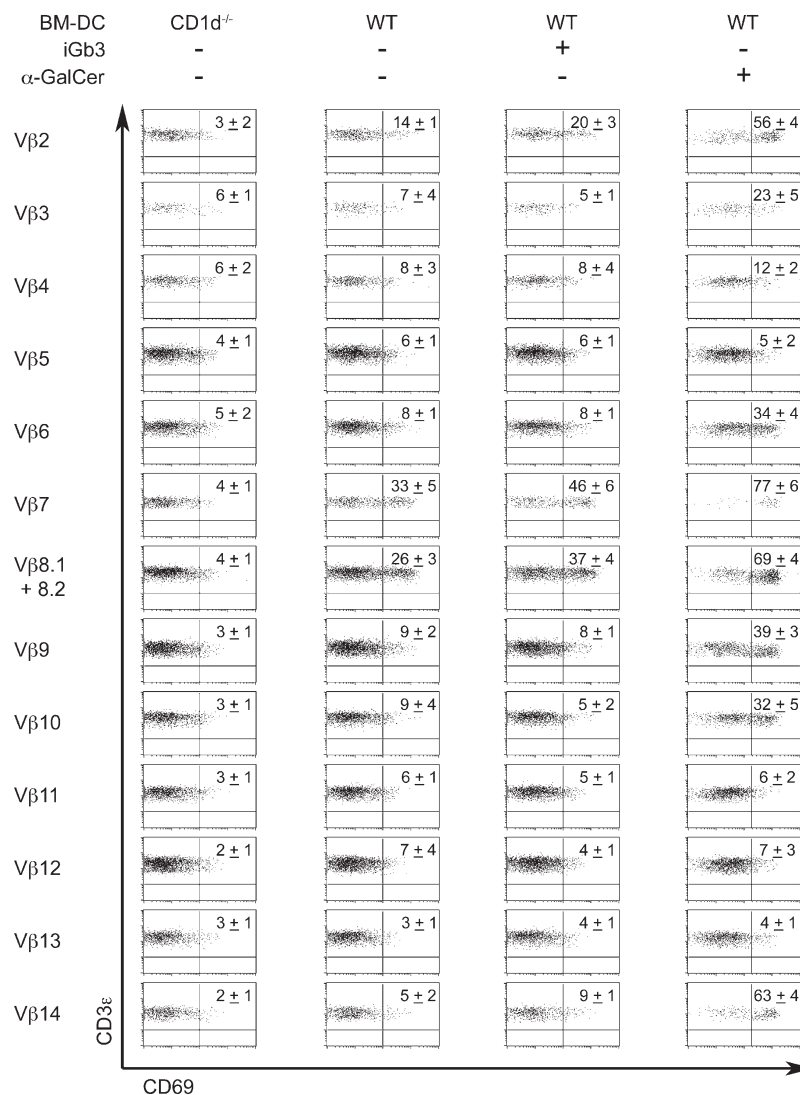 BM-DC CD1d-/- WT WT WT
iGb3 - - + -
α-GalCer - - - +
Vβ2 3 ± 2 14 ± 1 20 ± 3 56 ± 4
Vβ3 6 ± 1 7 ± 4 5 ± 1 23 ± 5
Vβ4 6 ± 2 8 ± 3 8 ± 4 12 ± 2
Vβ5 4 ± 1 6 ± 1 6 ± 1 5 ± 2
Vβ6 5 ± 2 8 ± 1 8 ± 1 34 ± 4
Vβ7 4 ± 1 33 ± 5 46 ± 6 77 ± 6
Vβ8.1 4 ± 1 26 ± 3 37 ± 4 69 ± 4
+ 8.2
Vβ9 3 ± 1 9 ± 2 8 ± 1 39 ± 3
Vβ10 3 ± 1 9 ± 4 5 ± 2 32 ± 5
Vβ11 3 ± 1 6 ± 1 5 ± 1 6 ± 2
Vβ12 2 ± 1 7 ± 4 4 ± 1 7 ± 3
Vβ13 3 ± 1 3 ± 1 4 ± 1 4 ± 1
Vβ14 2 ± 1 5 ± 2 9 ± 1 63 ± 4
CD3ε
CD69